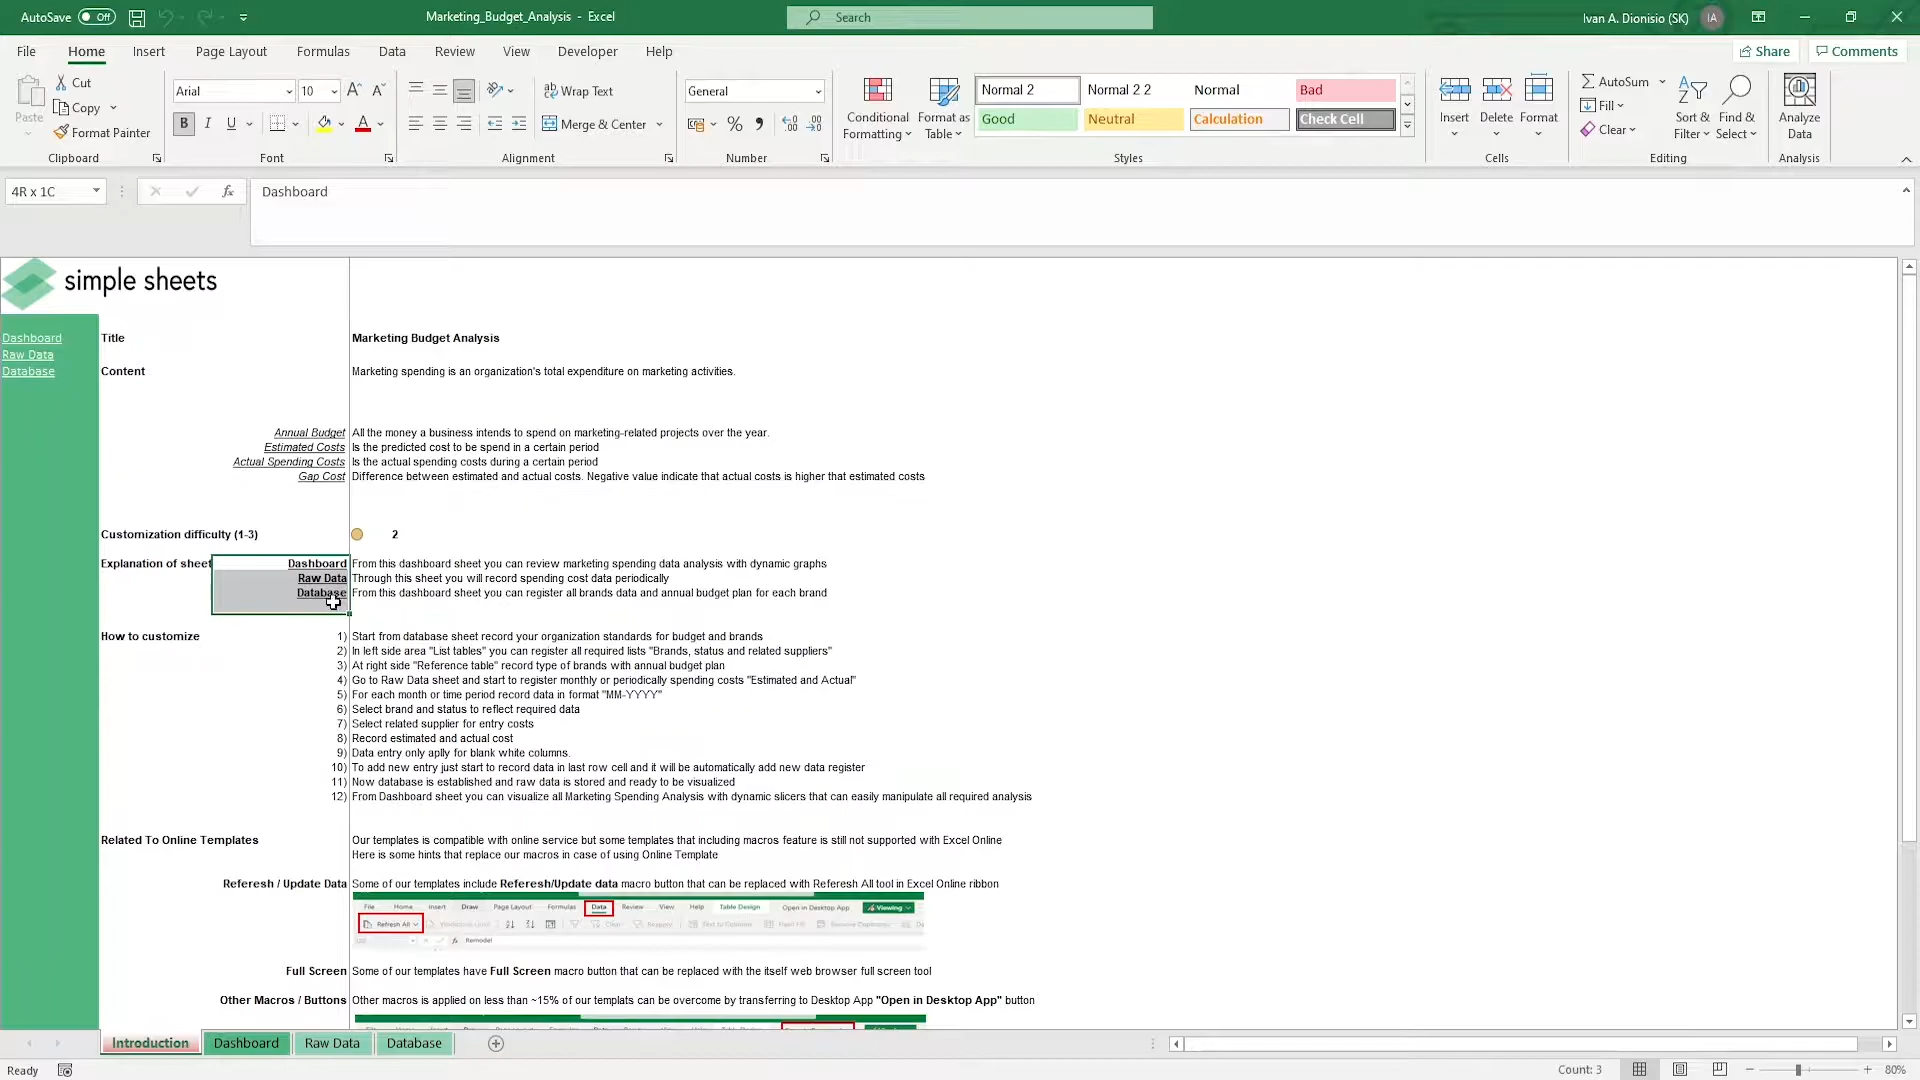 AutoSave Off Marketing_Budget_Analysis - Excel Search Ivan A. Dionisio (SK) IA
File Home Insert Page Layout Formulas Data Review View Developer Help Share Comments
Paste Cut Copy Format Painter
Clipboard
Arial 10
B I U A
Font
Wrap Text
Merge & Center
Alignment
General
Number
Conditional Formatting
Format as Table
Normal 2 Normal 2 2 Normal Bad
Good Neutral Calculation Check Cell
Styles
Insert Delete Format
Cells
AutoSum
Fill
Clear
Sort & Filter
Find & Select
Editing
Analyze Data
Analysis
4R x 1C fx Dashboard
simple sheets
Dashboard
Raw Data
Database
Title Marketing Budget Analysis
Content Marketing spending is an organization's total expenditure on marketing activities.
Annual Budget All the money a business intends to spend on marketing-related projects over the year.
Estimated Costs Is the predicted cost to be spend in a certain period
Actual Spending Costs Is the actual spending costs during a certain period
Gap Cost Difference between estimated and actual costs. Negative value indicate that actual costs is higher that estimated costs
Customization difficulty (1-3) 2
Explanation of sheet Dashboard From this dashboard sheet you can review marketing spending data analysis with dynamic graphs
Raw Data Through this sheet you will record spending cost data periodically
Database From this dashboard sheet you can register all brands data and annual budget plan for each brand
How to customize 1) Start from database sheet record your organization standards for budget and brands
2) In left side area "List tables" you can register all required lists "Brands, status and related suppliers"
3) At right side "Reference table" record type of brands with annual budget plan
4) Go to Raw Data sheet and start to register monthly or periodically spending costs "Estimated and Actual"
5) For each month or time period record data in format "MM-YYYY"
6) Select brand and status to reflect required data
7) Select related supplier for entry costs
8) Record estimated and actual cost
9) Data entry only aplly for blank white columns.
10) To add new entry just start to record data in last row cell and it will be automatically add new data register
11) Now database is established and raw data is stored and ready to be visualized
12) From Dashboard sheet you can visualize all Marketing Spending Analysis with dynamic slicers that can easily manipulate all required analysis
Related To Online Templates Our templates is compatible with online service but some templates that including macros feature is still not supported with Excel Online
Here is some hints that replace our macros in case of using Online Template
Referesh / Update Data Some of our templates include Referesh/Update data macro button that can be replaced with Referesh All tool in Excel Online ribbon
File Home Insert Draw Page Layout Formulas Data Review View Help Table Design Open in Desktop App Viewing
Refresh All
fx Remodel
Full Screen Some of our templates have Full Screen macro button that can be replaced with the itself web browser full screen tool
Other Macros / Buttons Other macros is applied on less than ~15% of our templats can be overcome by transferring to Desktop App "Open in Desktop App" button
Introduction Dashboard Raw Data Database
Ready Count: 3 80%